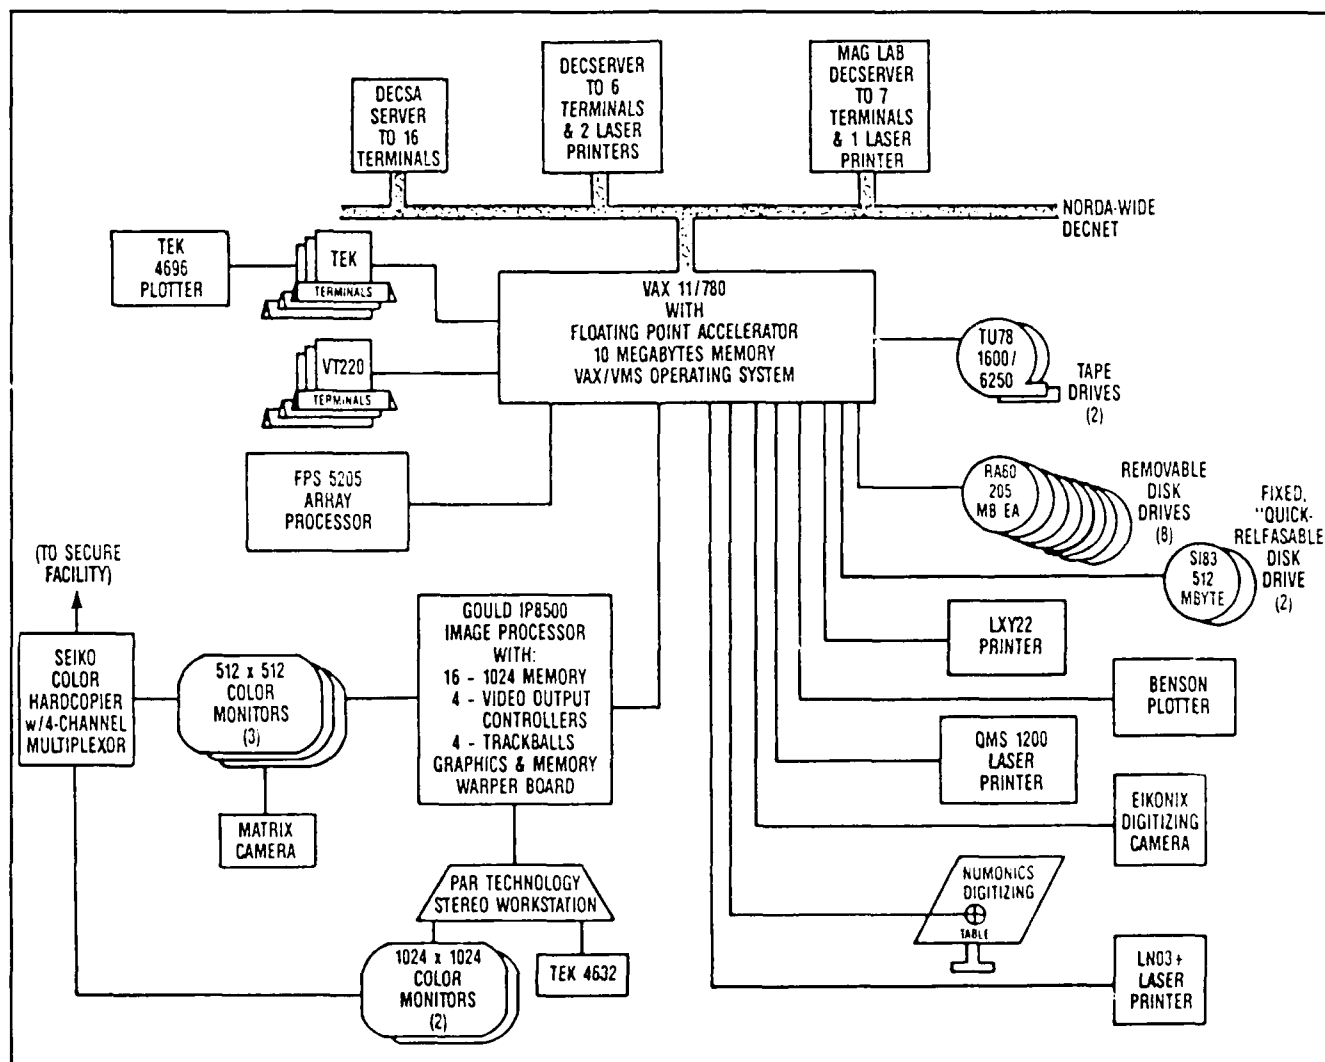 DECSA
SERVER
TO 16
TERMINALS
DECSERVER
TO 6
TERMINALS
& 2 LASER
PRINTERS
MAG LAB
DECSERVER
TO 7
TERMINALS
& 1 LASER
PRINTER
NORDA-WIDE
DECNET
TEK
4696
PLOTTER
TEK
TERMINALS
VT220
TERMINALS
VAX 11/780
WITH
FLOATING POINT ACCELERATOR
10 MEGABYTES MEMORY
VAX/VMS OPERATING SYSTEM
TU78
1600/
6250
TAPE
DRIVES
(2)
FPS 5205
ARRAY
PROCESSOR
RA60
205
MB EA
REMOVABLE
DISK
DRIVES
(8)
FIXED,
"QUICK-
RELFASABLE
DISK
DRIVE
(2)
SI83
512
MBYTE
(TO SECURE
FACILITY)
SEIKO
COLOR
HARDCOPIER
w/4-CHANNEL
MULTIPLEXOR
512 x 512
COLOR
MONITORS
(3)
MATRIX
CAMERA
GOULD IP8500
IMAGE PROCESSOR
WITH:
16 - 1024 MEMORY
4 - VIDEO OUTPUT
CONTROLLERS
4 - TRACKBALLS
GRAPHICS & MEMORY
WARPER BOARD
PAR TECHNOLOGY
STEREO WORKSTATION
1024 x 1024
COLOR
MONITORS
(2)
TEK 4632
LXY22
PRINTER
BENSON
PLOTTER
QMS 1200
LASER
PRINTER
EIKONIX
DIGITIZING
CAMERA
NUMONICS
DIGITIZING
TABLE
LN03+
LASER
PRINTER